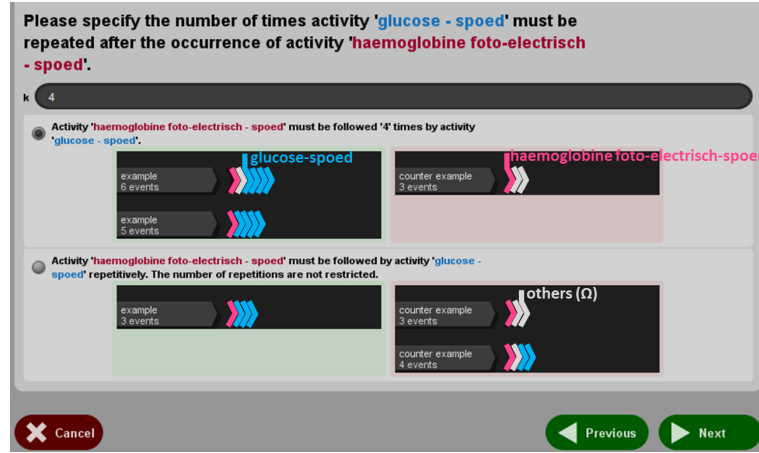 Please specify the number of times activity 'glucose - spoed' must be
repeated after the occurrence of activity 'haemoglobine foto-electrisch
- spoed'.
k 4
Activity 'haemoglobine foto-electrisch - spoed' must be followed '4' times by activity
'glucose - spoed'.
glucose-spoed
haemoglobine foto-electrisch-spoed
example
6 events
counter example
3 events
example
5 events
Activity 'haemoglobine foto-electrisch - spoed' must be followed by activity 'glucose -
spoed' repetitively. The number of repetitions are not restricted.
others (Ω)
example
3 events
counter example
3 events
counter example
4 events
Cancel
Previous
Next